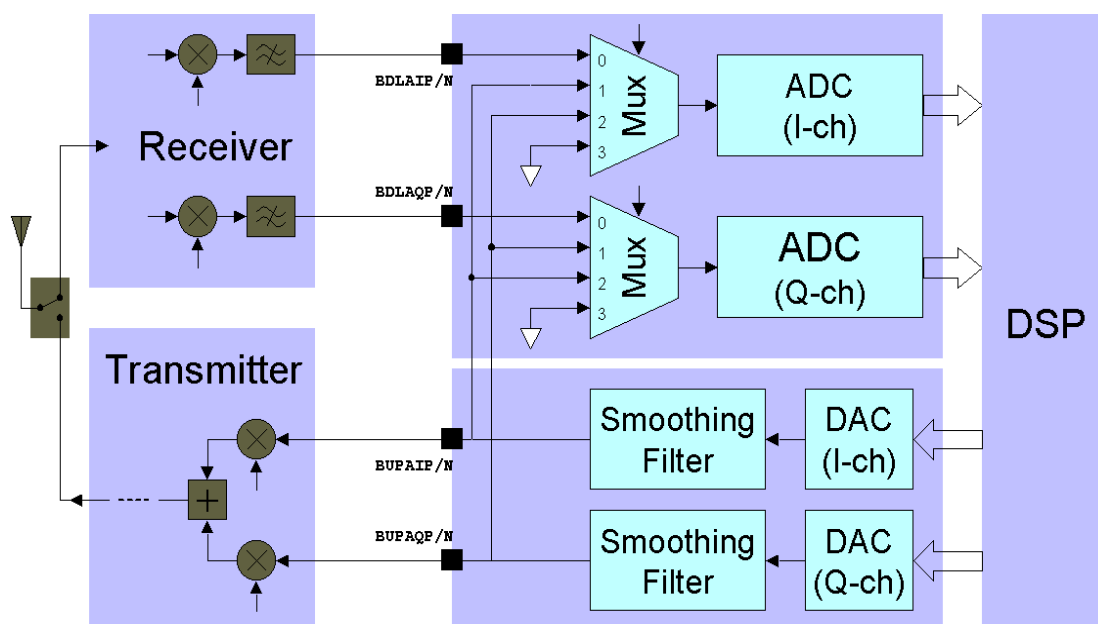 BDLAIP/N
0
1
2
3
Mux
ADC
(I-ch)
Receiver
BDLAQP/N
0
1
2
3
Mux
ADC
(Q-ch)
DSP
Transmitter
BUPAIP/N
Smoothing
Filter
DAC
(I-ch)
+
BUPAQP/N
Smoothing
Filter
DAC
(Q-ch)